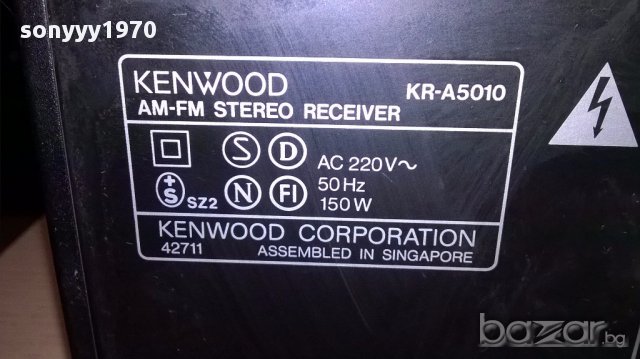 sonyyy1970
KENWOOD KR-A5010
AM-FM STEREO RECEIVER
S D AC 220V~
50Hz
+S SZ2 N FI 150W
KENWOOD CORPORATION
42711 ASSEMBLED IN SINGAPORE
bazar.bg